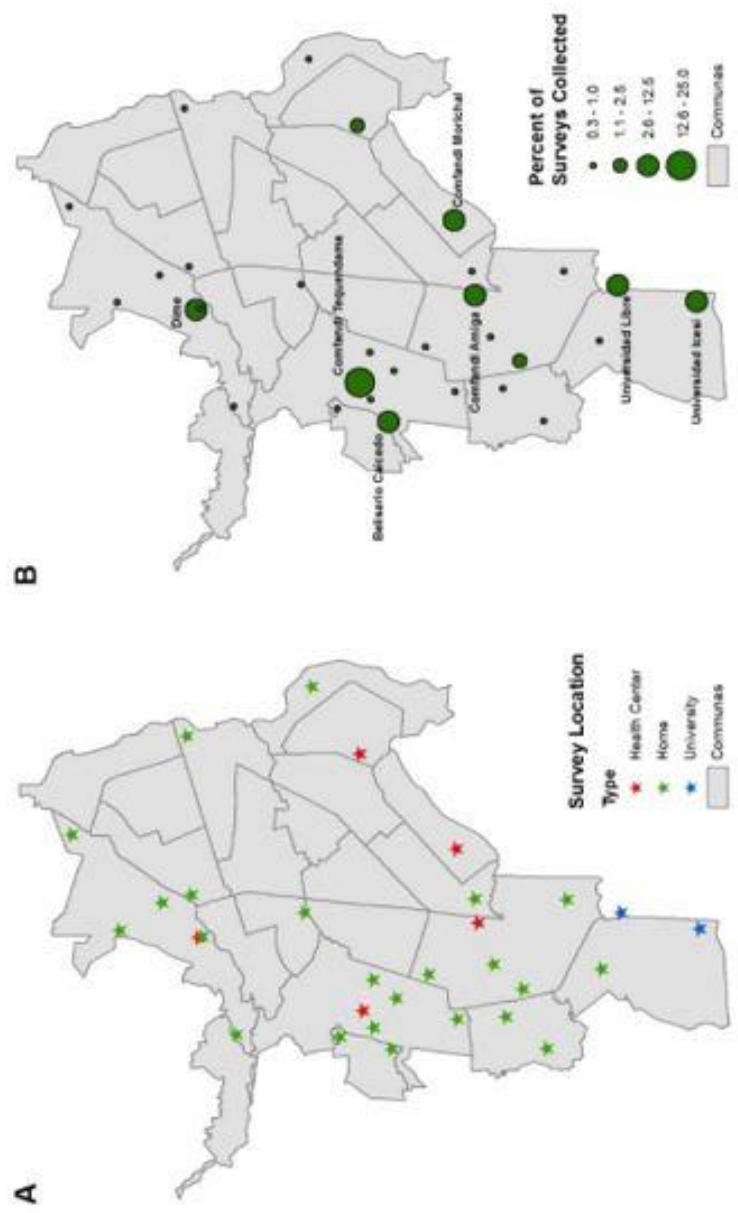 A
Survey Location
Type
Health Center
Home
University
Communas
B
Dime
Comfandi Tequendama
Belisario Caicedo
Comfandi Amiga
Comfandi Morichal
Universidad Libre
Universidad Icesi
Percent of
Surveys Collected
0.3 - 1.0
1.1 - 2.5
2.6 - 12.5
12.6 - 25.0
Communas